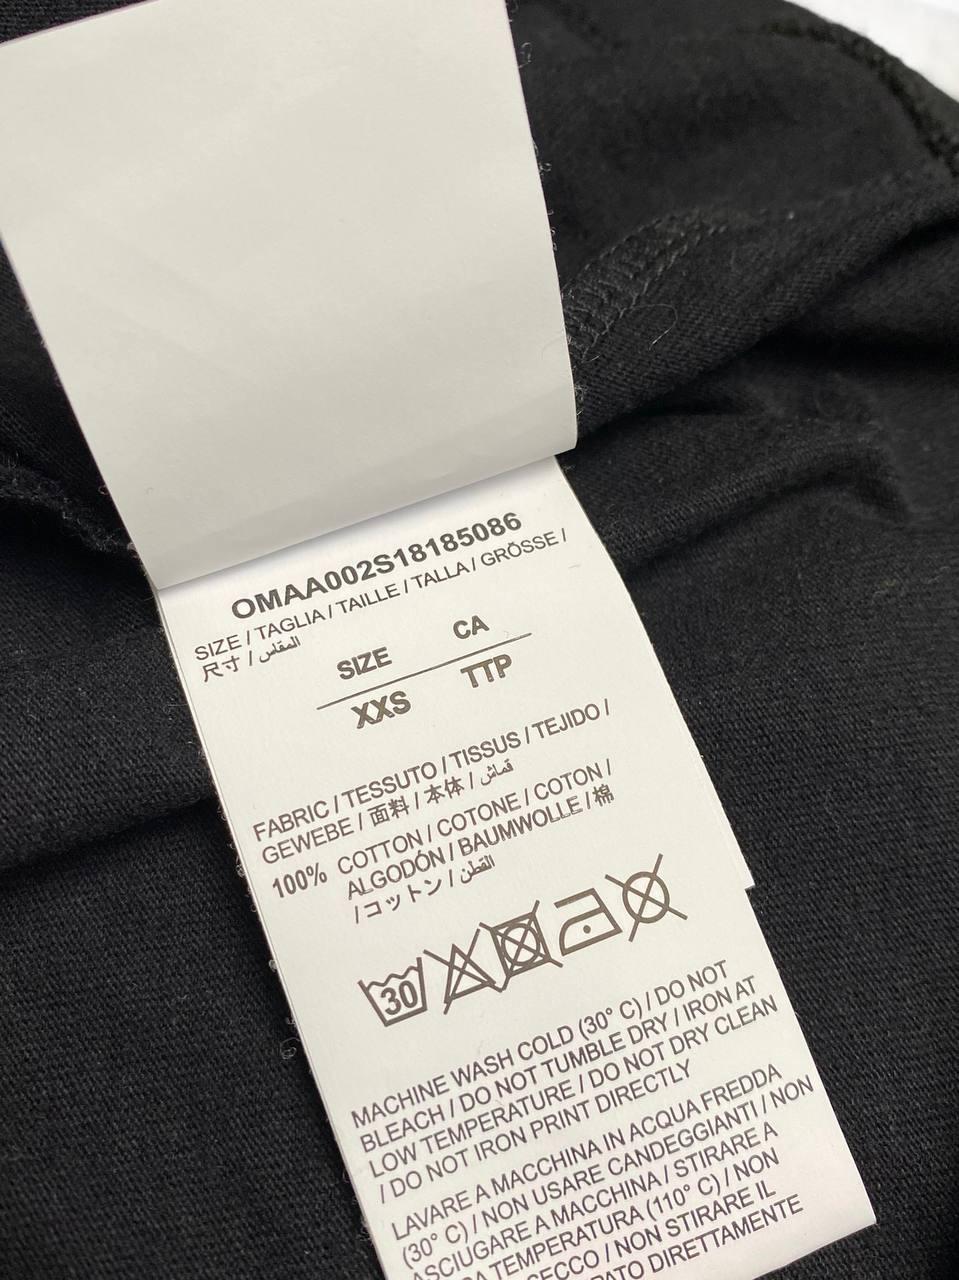 OMAA002S18185086
SIZE / TAGLIA / TAILLE / TALLA / GRÖSSE /
尺寸 / المقاس
SIZE CA
XXS TTP
FABRIC / TESSUTO / TISSUS / TEJIDO /
GEWEBE / 面料 / 本体 / قماش
100% COTTON / COTONE / COTON /
ALGODÓN / BAUMWOLLE / 棉
/ コットン / القطن
30
MACHINE WASH COLD (30° C) / DO NOT
BLEACH / DO NOT TUMBLE DRY / IRON AT
LOW TEMPERATURE / DO NOT DRY CLEAN
/ DO NOT IRON PRINT DIRECTLY
LAVARE A MACCHINA IN ACQUA FREDDA
(30° C) / NON USARE CANDEGGIANTI / NON
ASCIUGARE A MACCHINA / STIRARE A
TEMPERATURA (110° C) / NON
SECCO / NON STIRARE IL
DIRETTAMENTE